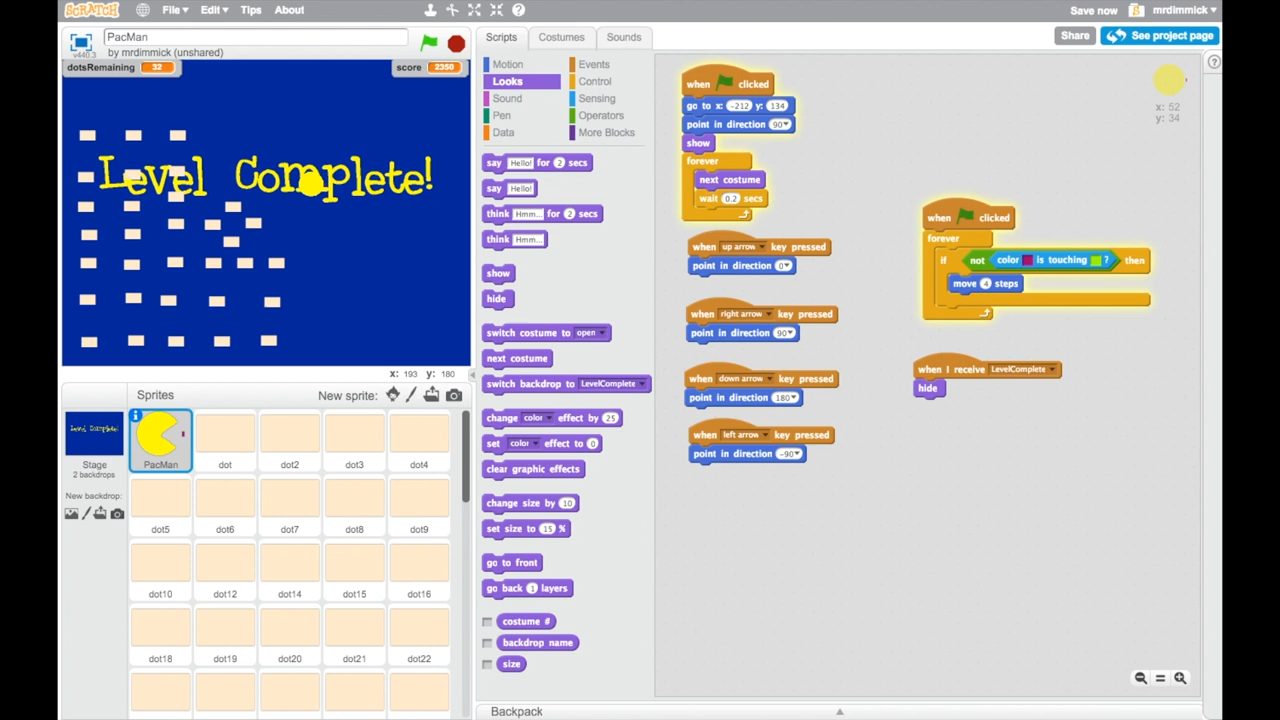 SCRATCH File▾ Edit▾ Tips About Save now mrdimmick▾
PacMan
by mrdimmick (unshared)
v440.3
Scripts Costumes Sounds
Share See project page
dotsRemaining 32 score 2350
Level Complete!
x: 193 y: 180
Motion Events
Looks Control
Sound Sensing
Pen Operators
Data More Blocks
say Hello! for 2 secs
say Hello!
think Hmm... for 2 secs
think Hmm...
show
hide
switch costume to open
next costume
switch backdrop to LevelComplete
change color effect by 25
set color effect to 0
clear graphic effects
change size by 10
set size to 15 %
go to front
go back 1 layers
costume #
backdrop name
size
when clicked
go to x: -212 y: 134
point in direction 90▾
show
forever
next costume
wait 0.2 secs
when up arrow key pressed
point in direction 0▾
when right arrow key pressed
point in direction 90▾
when down arrow key pressed
point in direction 180▾
when left arrow key pressed
point in direction -90▾
when clicked
forever
if not color is touching ? then
move 4 steps
when I receive LevelComplete
hide
x: 52
y: 34
Sprites New sprite:
Level Complete!
Stage
2 backdrops
New backdrop:
PacMan dot dot2 dot3 dot4
dot5 dot6 dot7 dot8 dot9
dot10 dot12 dot14 dot15 dot16
dot18 dot19 dot20 dot21 dot22
Backpack